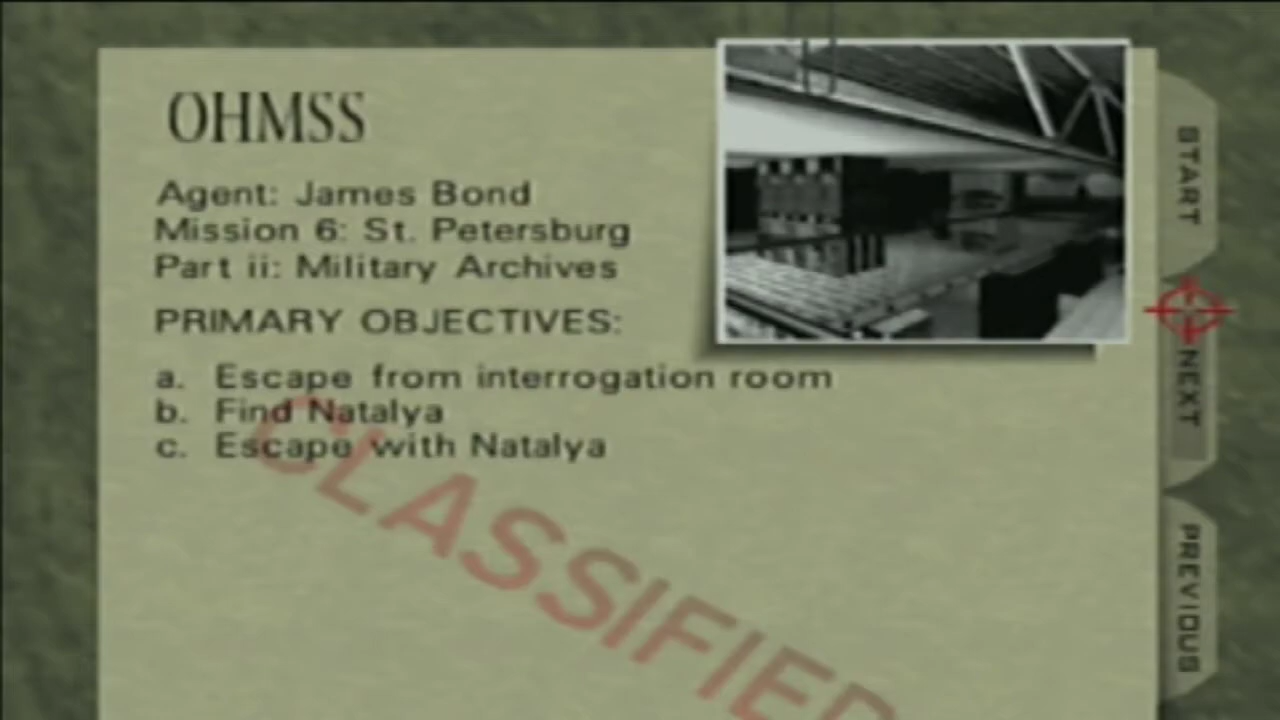 OHMSS
Agent: James Bond
Mission 6: St. Petersburg
Part ii: Military Archives
PRIMARY OBJECTIVES:
a. Escape from interrogation room
b. Find Natalya
c. Escape with Natalya
CLASSIFIED
START
NEXT
PREVIOUS